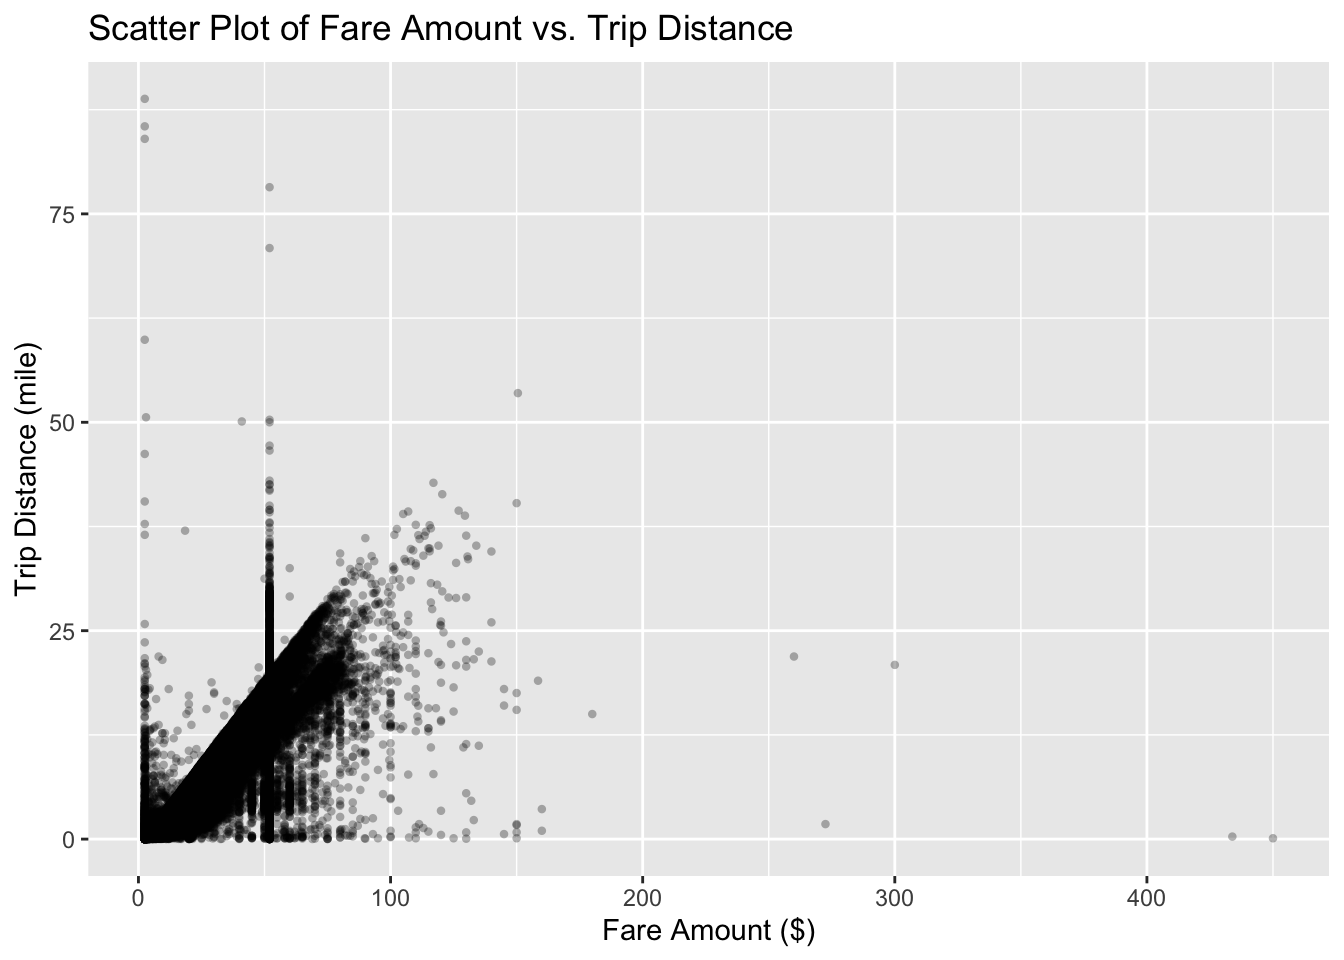 Scatter Plot of Fare Amount vs. Trip Distance
Trip Distance (mile)
75
50
25
0
0 100 200 300 400
Fare Amount ($)